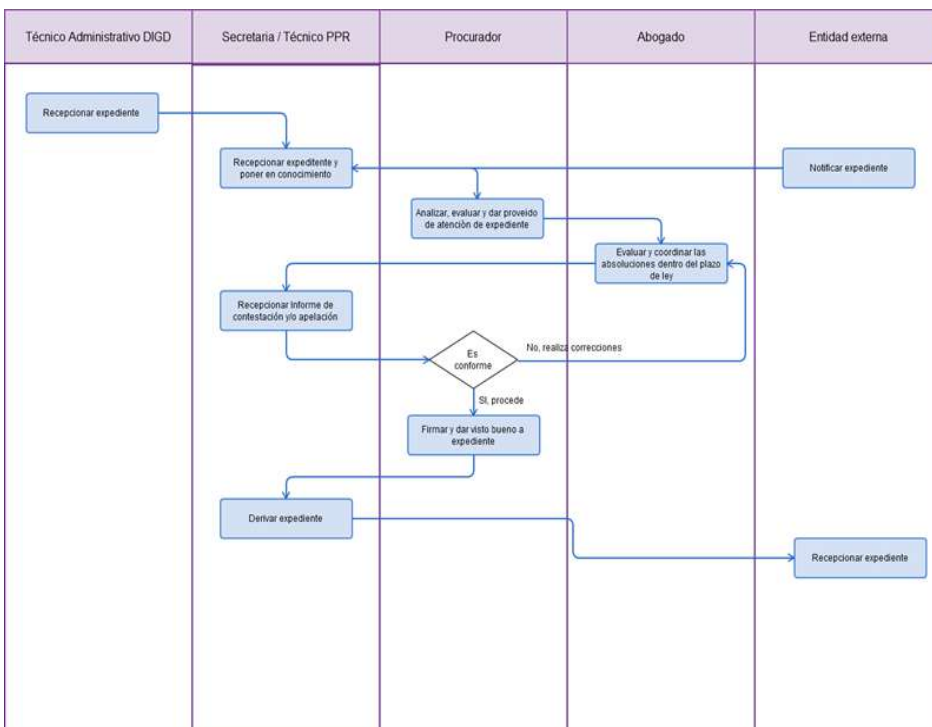 Técnico Administrativo DIGD
Secretaria / Técnico PPR
Procurador
Abogado
Entidad externa
Recepcionar expediente
Recepcionar expeditente y
poner en conocimiento
Notificar expediente
Analizar, evaluar y dar proveido
de atenciòn de expediente
Evaluar y coordinar las
absoluciones dentro del plazo
de ley
Recepcionar Informe de
contestación y/o apelación
Es
conforme
No, realiza correcciones
SI, procede
Firmar y dar visto bueno a
expediente
Derivar expediente
Recepcionar expediente